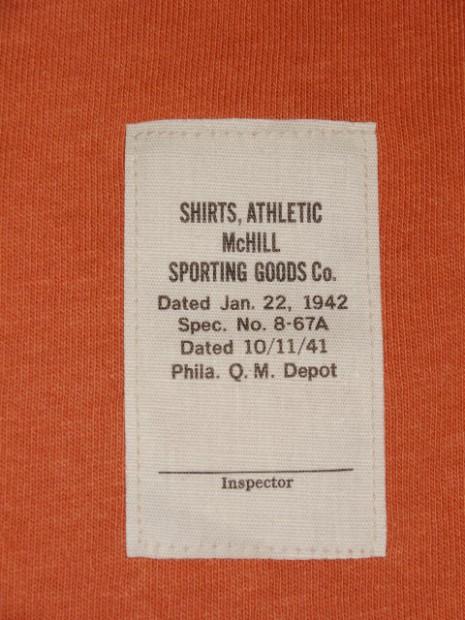 SHIRTS, ATHLETIC
McHILL
SPORTING GOODS Co.
Dated Jan. 22, 1942
Spec. No. 8-67A
Dated 10/11/41
Phila. Q. M. Depot
Inspector